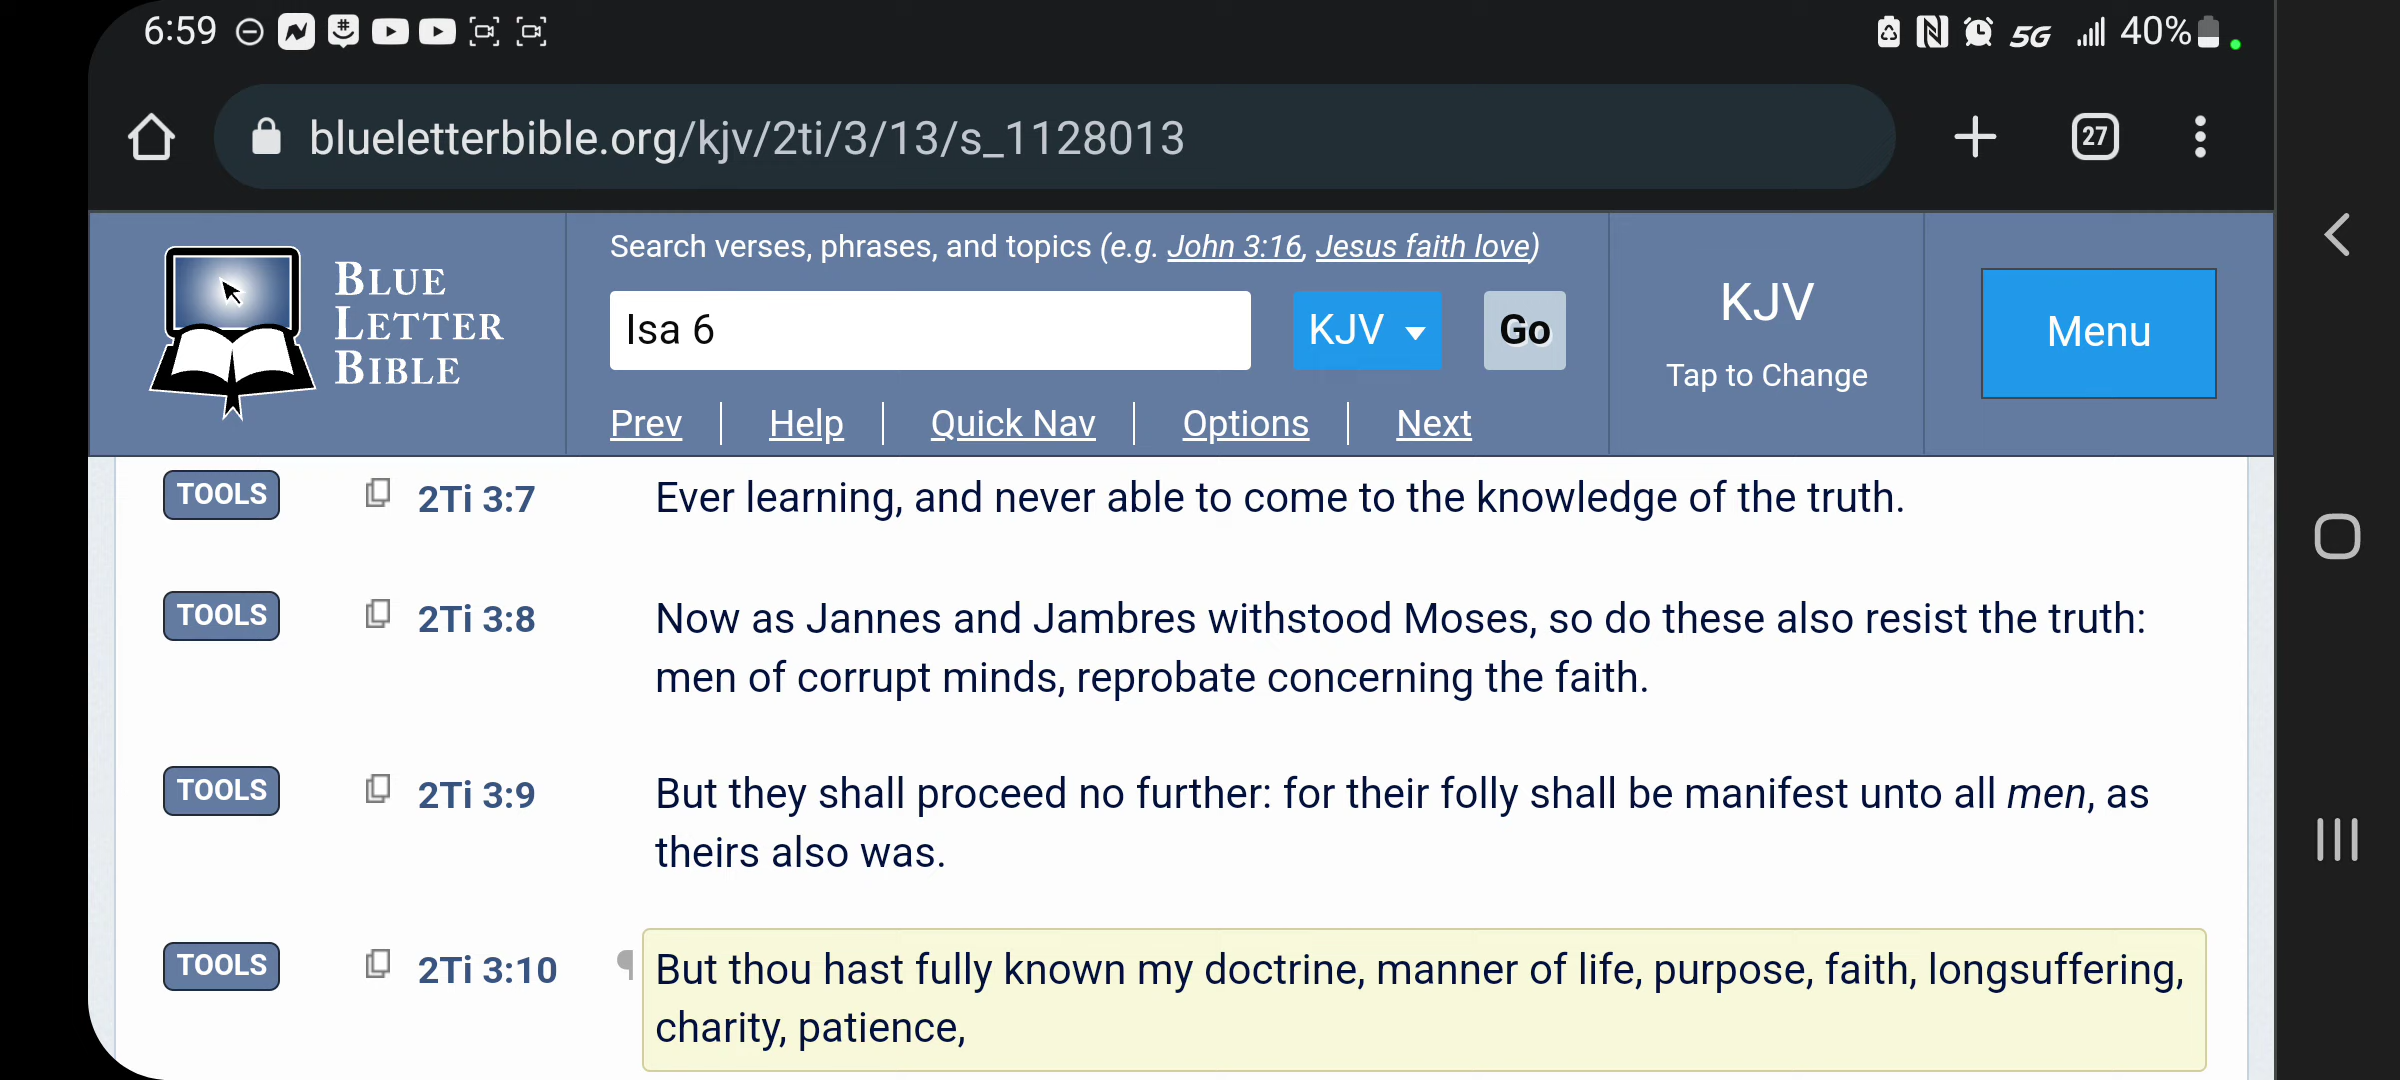 6:59
5G 40%
blueletterbible.org/kjv/2ti/3/13/s_1128013
27
BLUE
LETTER
BIBLE
Search verses, phrases, and topics (e.g. John 3:16, Jesus faith love)
Isa 6
KJV
Go
Prev | Help | Quick Nav | Options | Next
KJV
Tap to Change
Menu
TOOLS 2Ti 3:7 Ever learning, and never able to come to the knowledge of the truth.
TOOLS 2Ti 3:8 Now as Jannes and Jambres withstood Moses, so do these also resist the truth:
men of corrupt minds, reprobate concerning the faith.
TOOLS 2Ti 3:9 But they shall proceed no further: for their folly shall be manifest unto all men, as
theirs also was.
TOOLS 2Ti 3:10 ¶ But thou hast fully known my doctrine, manner of life, purpose, faith, longsuffering,
charity, patience,